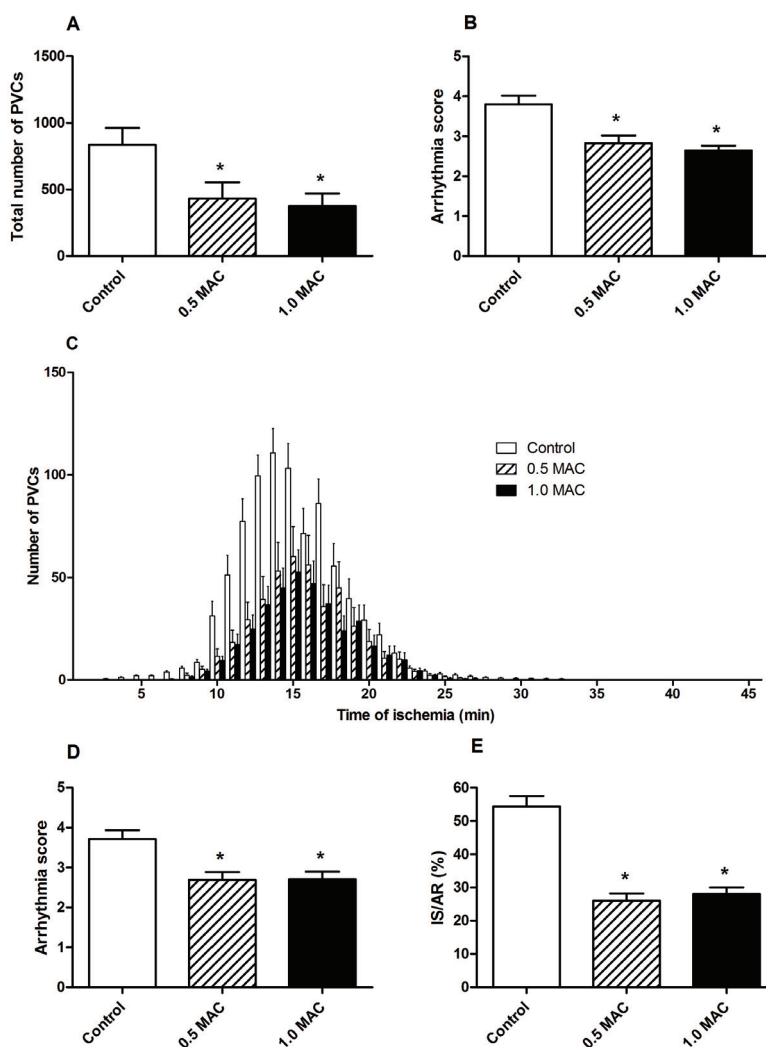 A
Total number of PVCs
1500
1000
500
0
*
*
Control
0.5 MAC
1.0 MAC
B
Arrhythmia score
5
4
3
2
1
0
*
*
Control
0.5 MAC
1.0 MAC
C
Number of PVCs
150
100
50
0
Control
0.5 MAC
1.0 MAC
5 10 15 20 25 30 35 40 45
Time of ischemia (min)
D
Arrhythmia score
5
4
3
2
1
0
*
*
Control
0.5 MAC
1.0 MAC
E
IS/AR (%)
60
50
40
30
20
10
0
*
*
Control
0.5 MAC
1.0 MAC